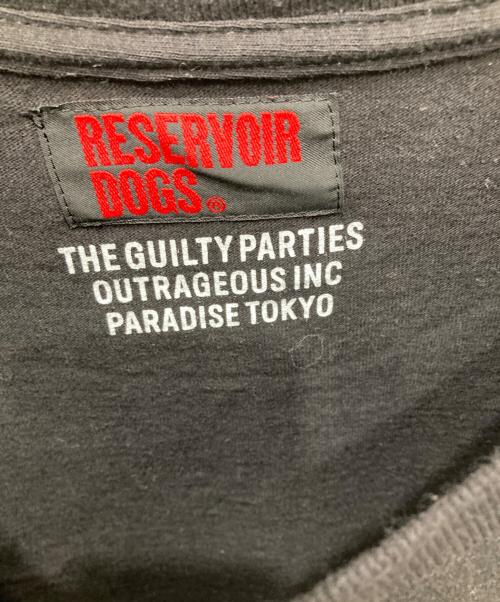 RESERVOIR
DOGS®
THE GUILTY PARTIES
OUTRAGEOUS INC
PARADISE TOKYO